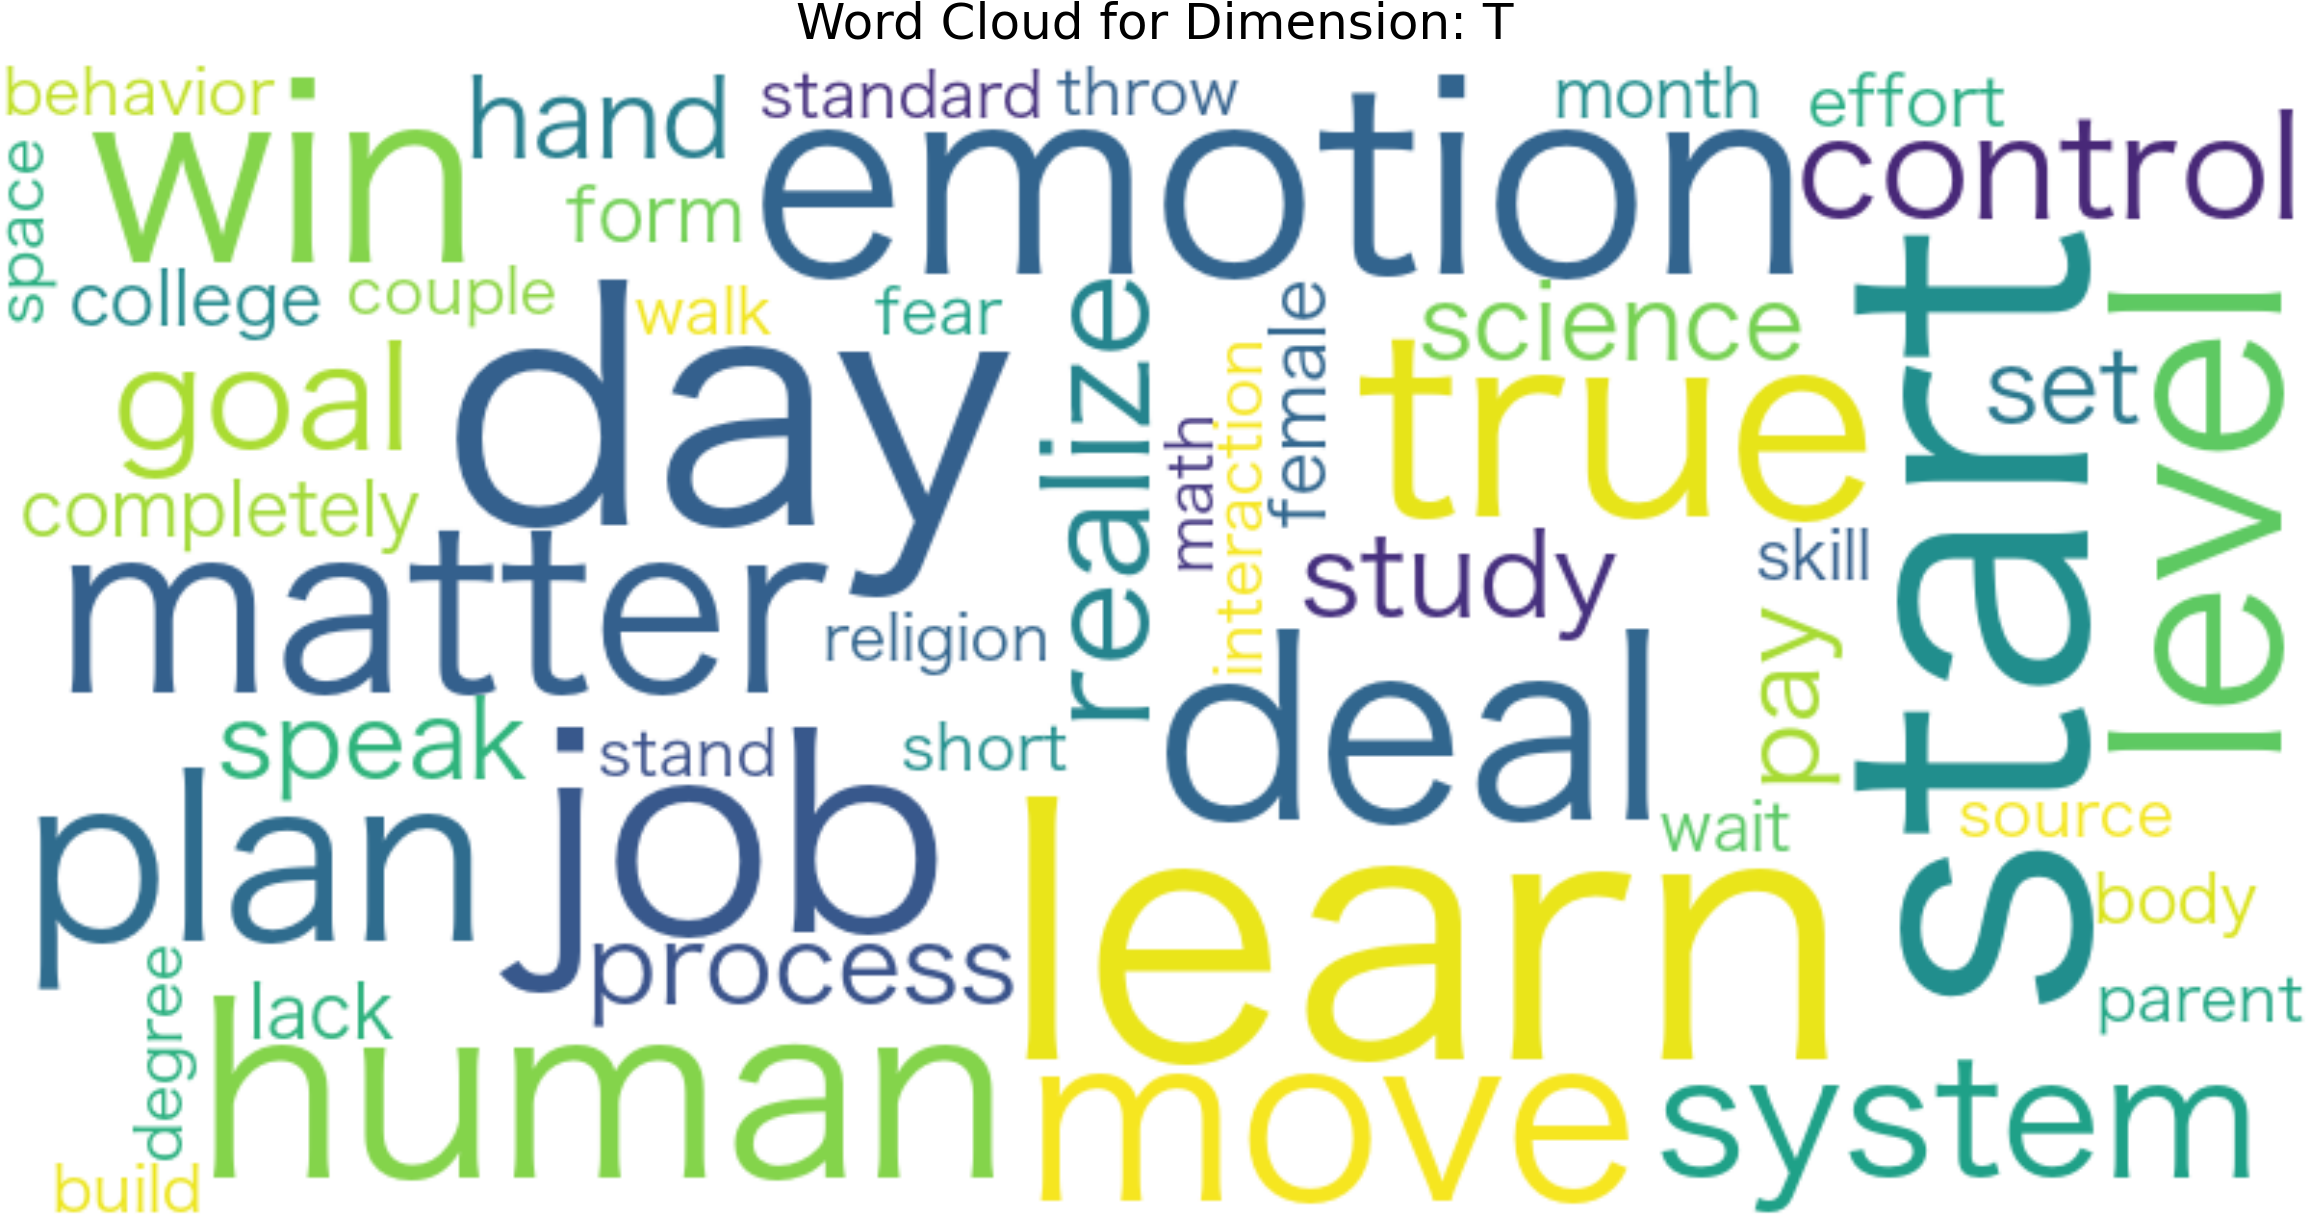 Word Cloud for Dimension: T
behavior
win
hand
standard
throw
month
effort
space
form
emotion
control
college
couple
walk
fear
realize
female
science
start
level
goal
day
math
interaction
true
set
completely
matter
religion
study
skill
pay
speak
stand
short
deal
plan
job
learn
wait
source
body
process
degree
lack
parent
human
move
system
build